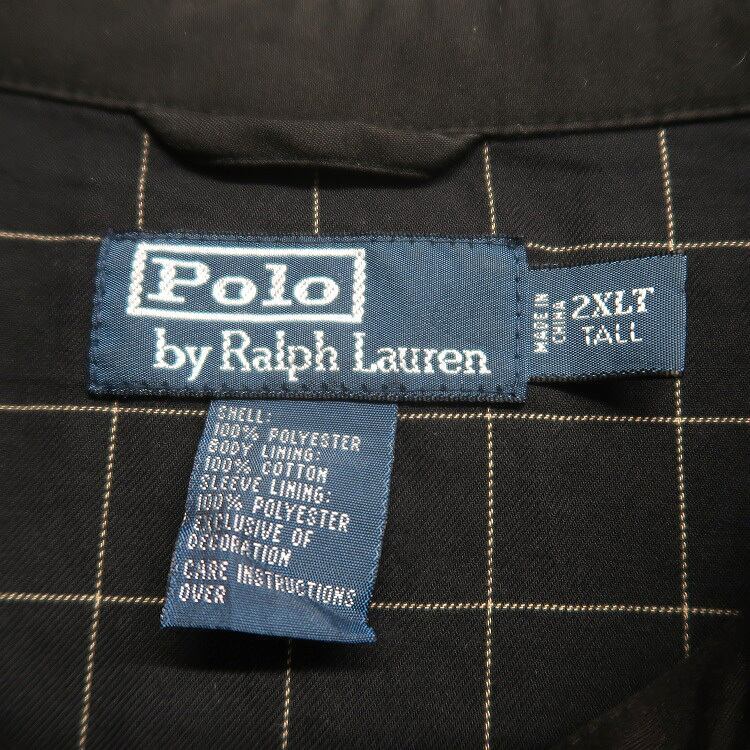 Polo
by Ralph Lauren
MADE IN
CHINA
2XLT
TALL
SHELL:
100% POLYESTER
BODY LINING:
100% COTTON
SLEEVE LINING:
100% POLYESTER
EXCLUSIVE OF
DECORATION
CARE INSTRUCTIONS
OVER